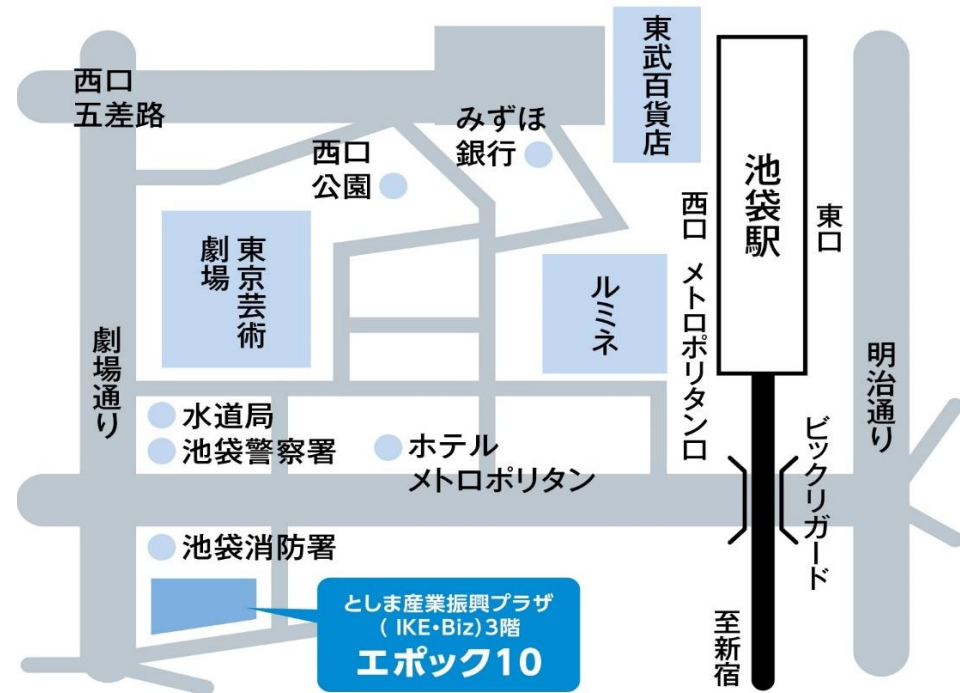 西口
五差路
西口
公園
みずほ
銀行
東武百貨店
池袋駅
西口 メトロポリタン口
東口
東京芸術
劇場
ルミネ
劇場通り
明治通り
水道局
池袋警察署
ホテル
メトロポリタン
ビックリガード
池袋消防署
としま産業振興プラザ
( IKE・Biz)3階
エポック10
至新宿